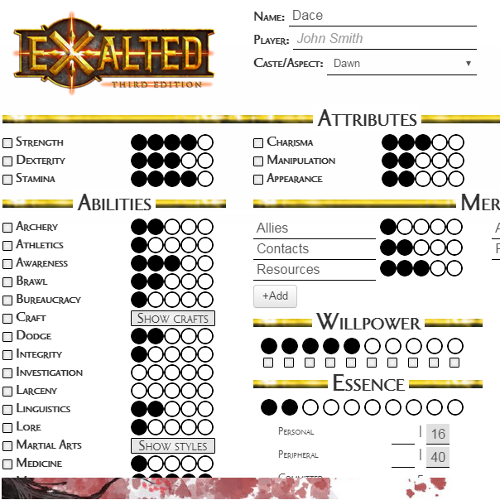 EXALTED
THIRD EDITION
NAME: Dace
PLAYER: John Smith
CASTE/ASPECT: Dawn
ATTRIBUTES
STRENGTH
CHARISMA
DEXTERITY
MANIPULATION
STAMINA
APPEARANCE
ABILITIES
ARCHERY
ATHLETICS
AWARENESS
BRAWL
BUREAUCRACY
CRAFT SHOW CRAFTS
DODGE
INTEGRITY
INVESTIGATION
LARCENY
LINGUISTICS
LORE
MARTIAL ARTS SHOW STYLES
MEDICINE
MER
Allies
Contacts
Resources
+Add
WILLPOWER
ESSENCE
PERSONAL | 16
PERIPHERAL | 40